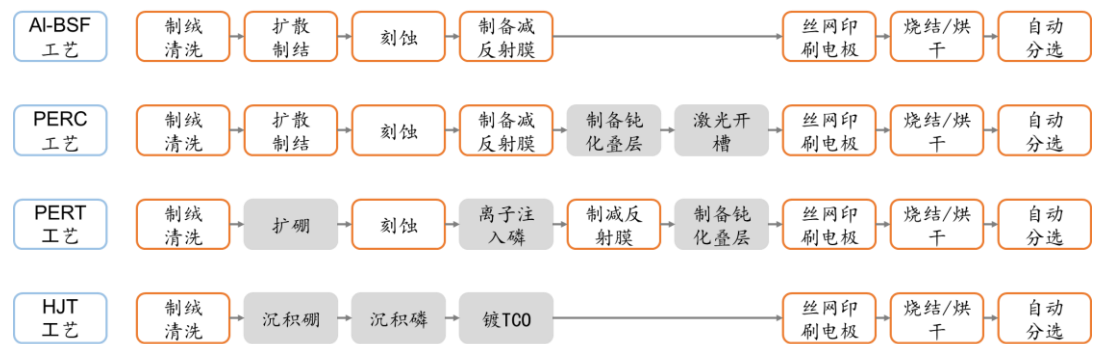 Al-BSF
工艺
制绒
清洗
扩散
制结
刻蚀
制备减
反射膜
丝网印
刷电极
烧结/烘
干
自动
分选
PERC
工艺
制绒
清洗
扩散
制结
刻蚀
制备减
反射膜
制备钝
化叠层
激光开
槽
丝网印
刷电极
烧结/烘
干
自动
分选
PERT
工艺
制绒
清洗
扩硼
刻蚀
离子注
入磷
制减反
射膜
制备钝
化叠层
丝网印
刷电极
烧结/烘
干
自动
分选
HJT
工艺
制绒
清洗
沉积硼
沉积磷
镀TCO
丝网印
刷电极
烧结/烘
干
自动
分选